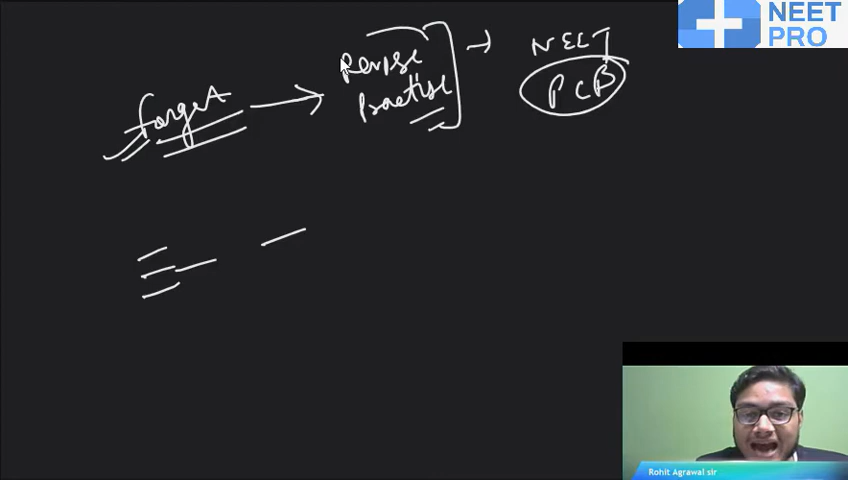 NEET
PRO
forget
Revise
Practise
NEET
PCB
Rohit Agrawal sir